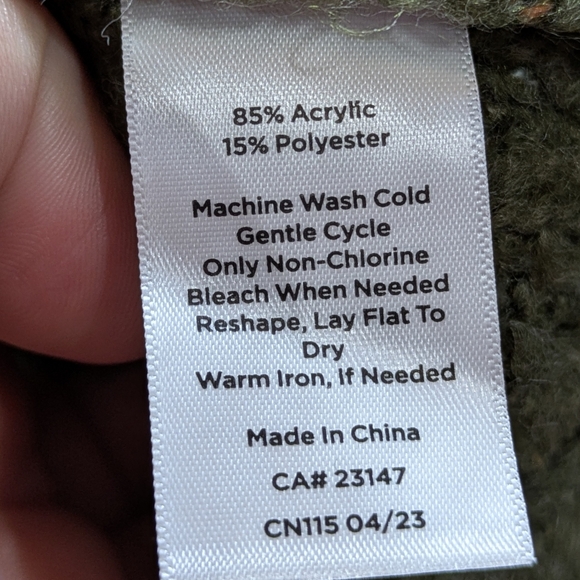 85% Acrylic
15% Polyester
Machine Wash Cold
Gentle Cycle
Only Non-Chlorine
Bleach When Needed
Reshape, Lay Flat To
Dry
Warm Iron, If Needed
Made In China
CA# 23147
CN115 04/23